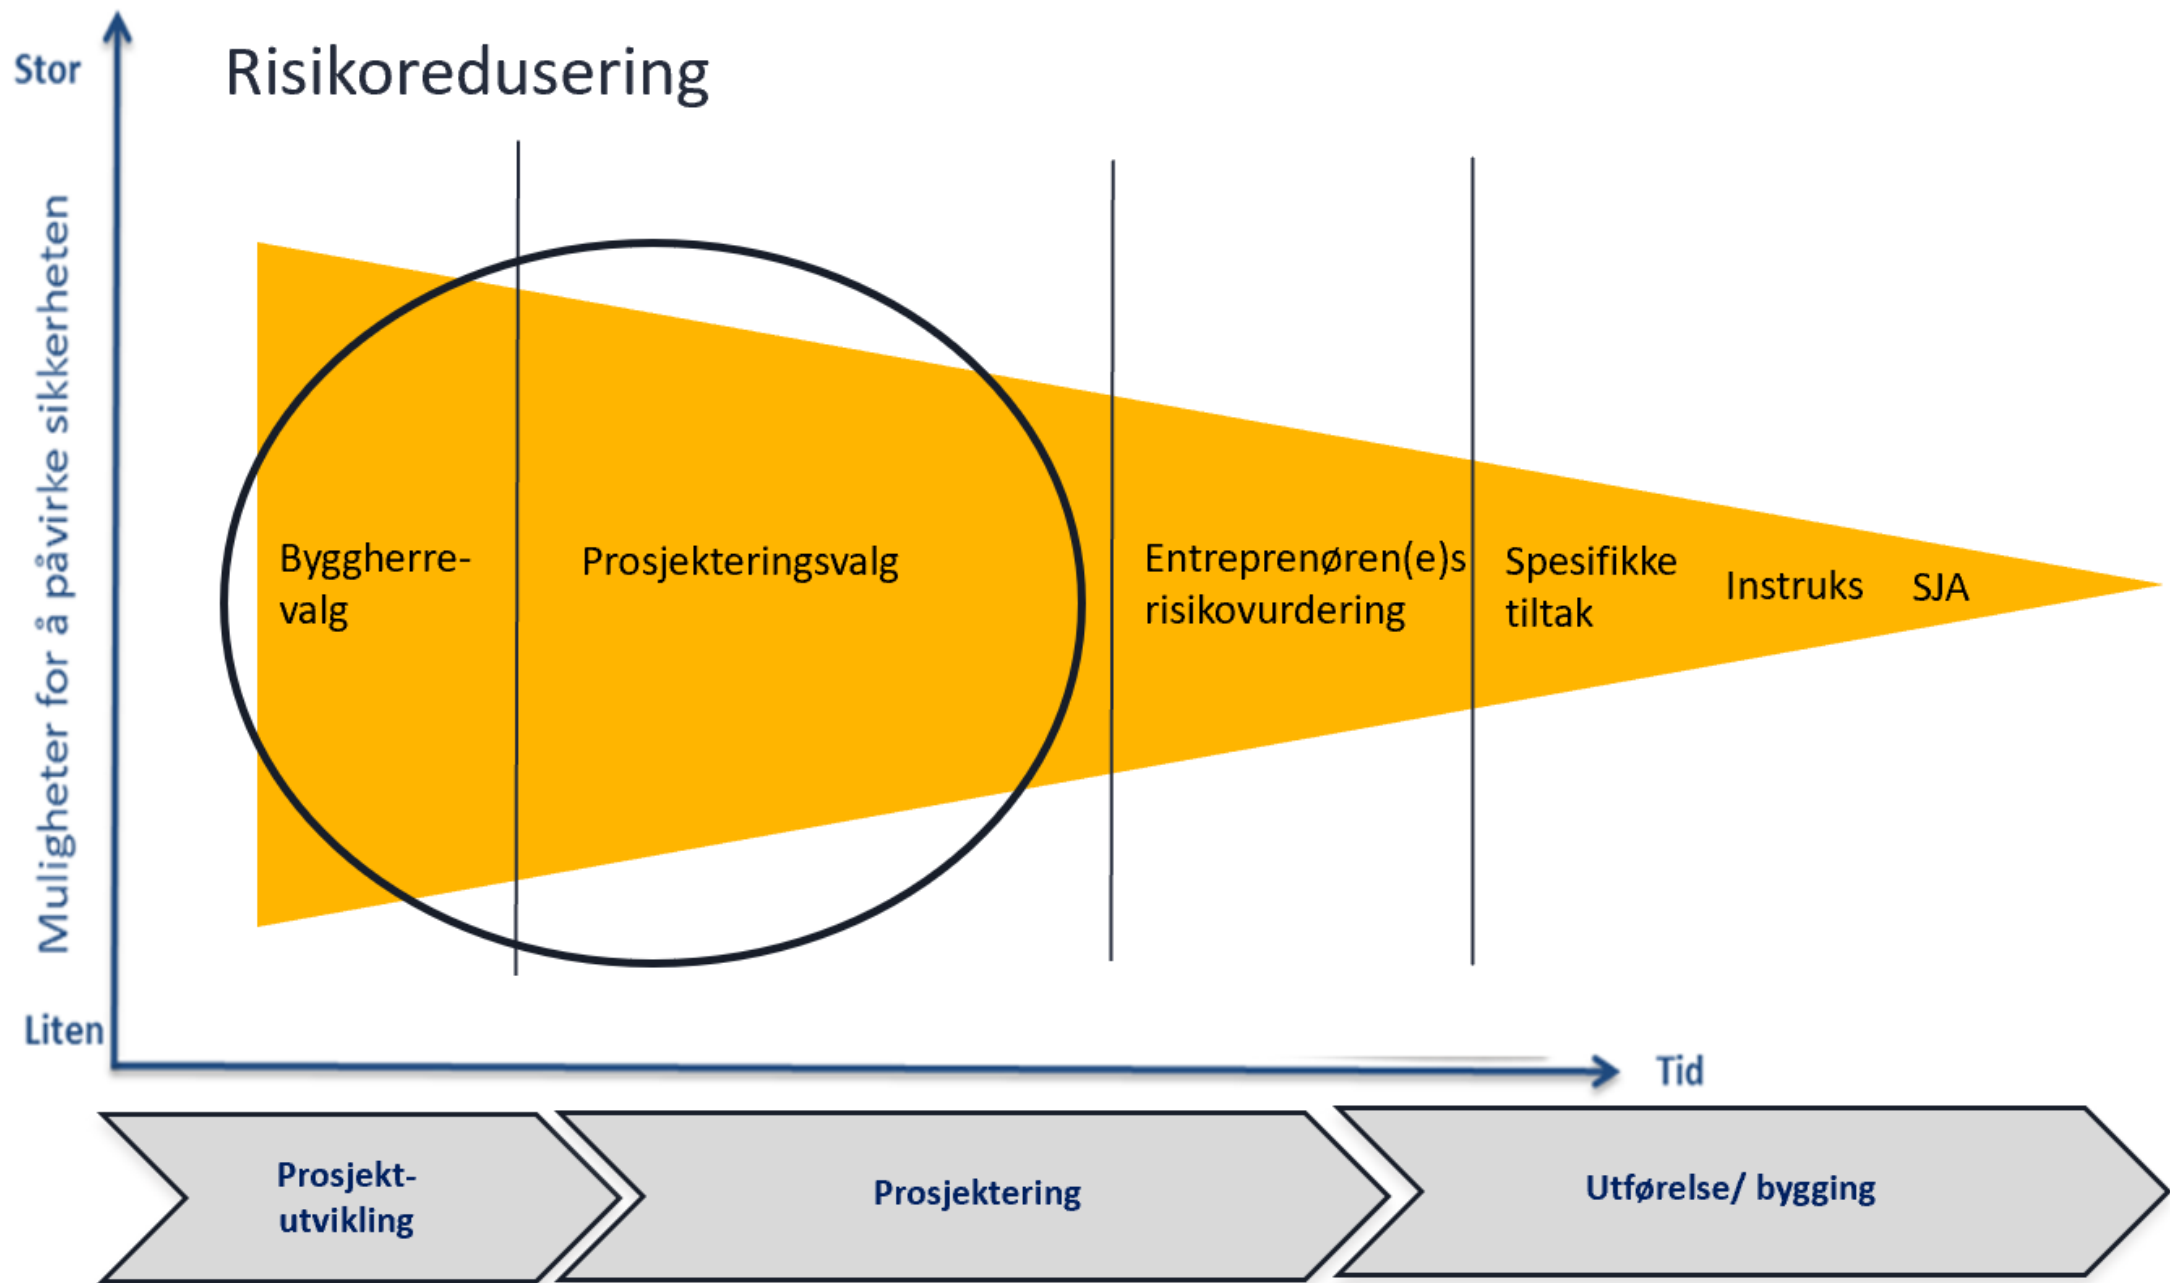 Stor
Risikoredusering
Muligheter for å påvirke sikkerheten
Byggherre-
valg
Prosjekteringsvalg
Entreprenøren(e)s
risikovurdering
Spesifikke
tiltak
Instruks
SJA
Liten
Tid
Prosjekt-
utvikling
Prosjektering
Utførelse/ bygging